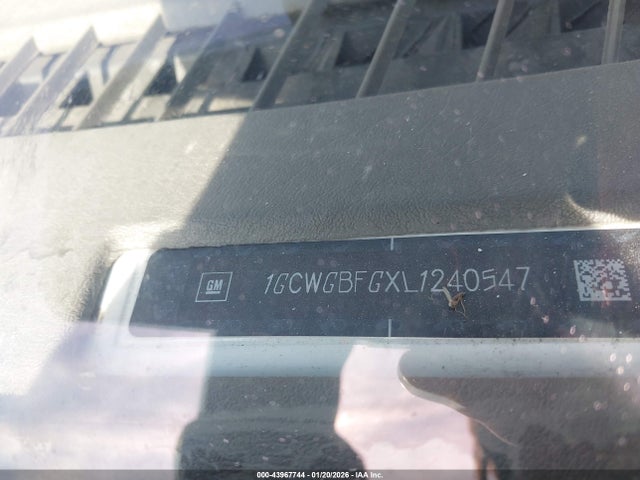 GM 1GCWGBFGXL1240547
000-43967744 - 01/20/2026 - IAA Inc.